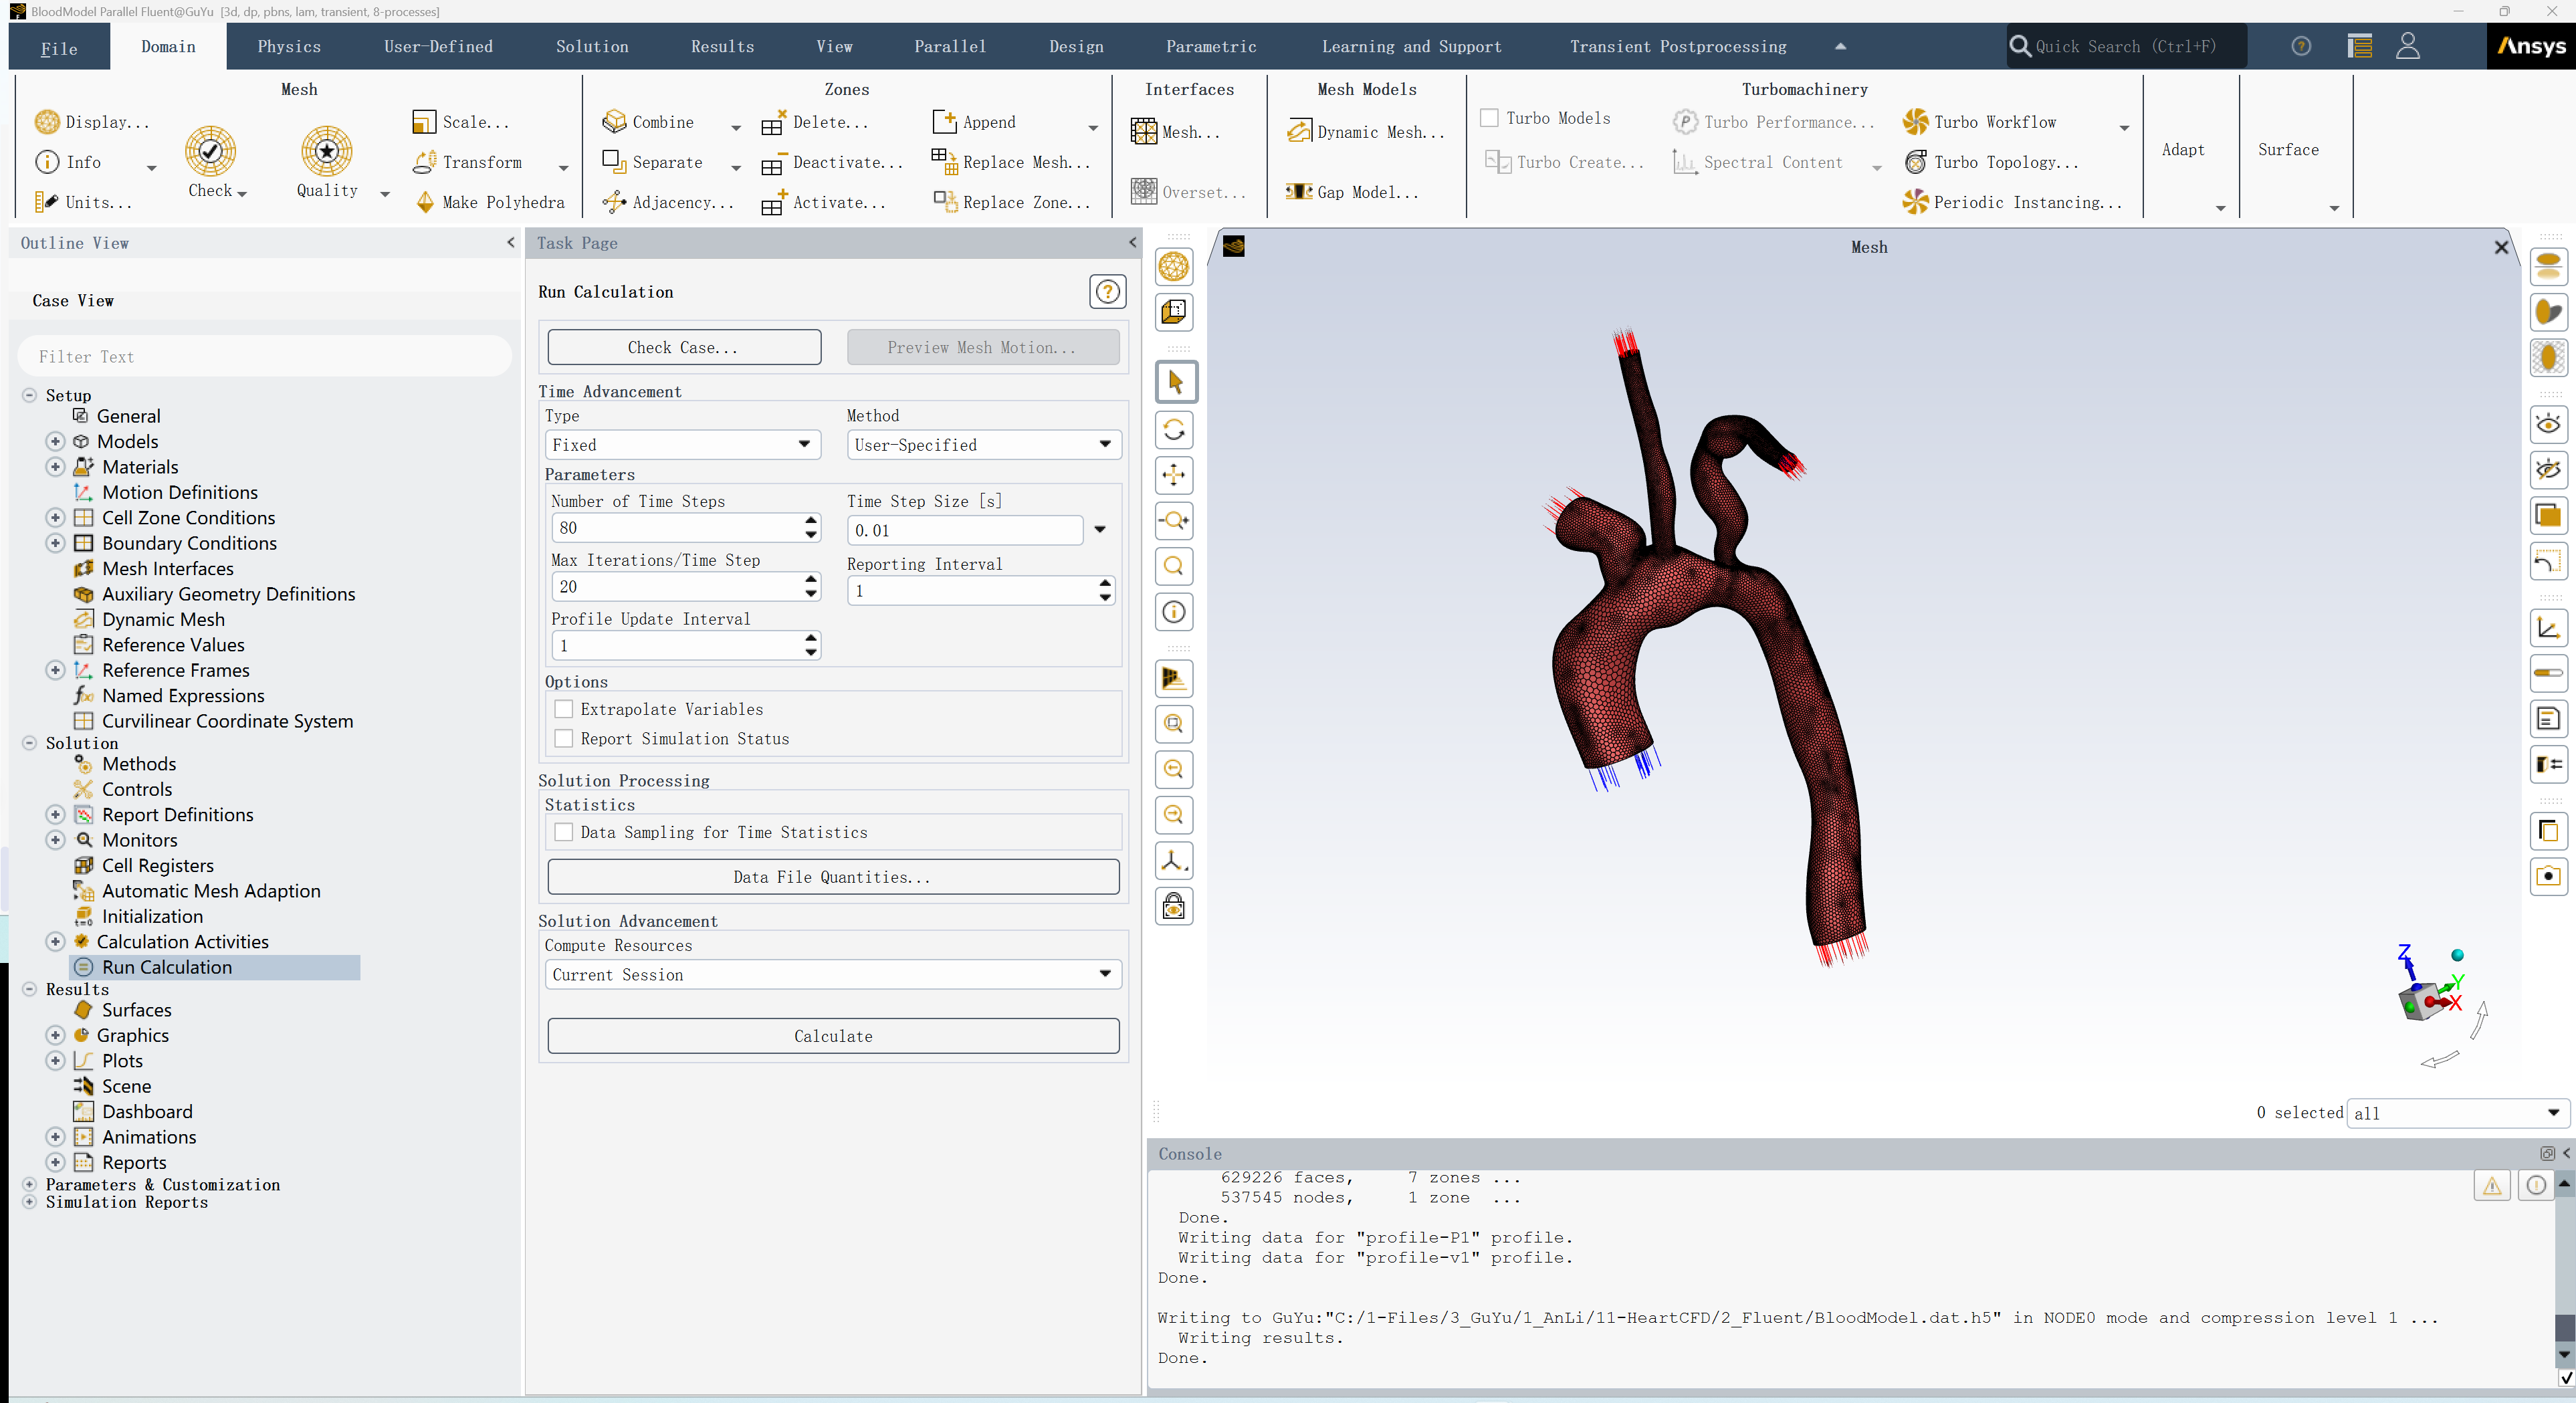 BloodModel Parallel Fluent@GuYu  [3d, dp, pbns, lam, transient, 8-processes]
File
Domain
Physics
User-Defined
Solution
Results
View
Parallel
Design
Parametric
Learning and Support
Transient Postprocessing
Quick Search (Ctrl+F)
Ansys
Mesh
Display...
Info
Units...
Check
Quality
Scale...
Transform
Make Polyhedra
Zones
Combine
Separate
Adjacency...
Delete...
Deactivate...
Activate...
Append
Replace Mesh...
Replace Zone...
Interfaces
Mesh...
Overset...
Mesh Models
Dynamic Mesh...
Gap Model...
Turbomachinery
Turbo Models
Turbo Create...
Turbo Performance...
Spectral Content
Turbo Workflow
Turbo Topology...
Periodic Instancing...
Adapt
Surface
Outline View
Case View
Filter Text
Setup
General
Models
Materials
Motion Definitions
Cell Zone Conditions
Boundary Conditions
Mesh Interfaces
Auxiliary Geometry Definitions
Dynamic Mesh
Reference Values
Reference Frames
Named Expressions
Curvilinear Coordinate System
Solution
Methods
Controls
Report Definitions
Monitors
Cell Registers
Automatic Mesh Adaption
Initialization
Calculation Activities
Run Calculation
Results
Surfaces
Graphics
Plots
Scene
Dashboard
Animations
Reports
Parameters & Customization
Simulation Reports
Task Page
Run Calculation
Check Case...
Preview Mesh Motion...
Time Advancement
Type
Method
Fixed
User-Specified
Parameters
Number of Time Steps
Time Step Size [s]
80
0.01
Max Iterations/Time Step
Reporting Interval
20
1
Profile Update Interval
1
Options
Extrapolate Variables
Report Simulation Status
Solution Processing
Statistics
Data Sampling for Time Statistics
Data File Quantities...
Solution Advancement
Compute Resources
Current Session
Calculate
Mesh
Z
Y
X
0 selected
all
Console
629226 faces,     7 zones ...
537545 nodes,     1 zone  ...
Done.
Writing data for "profile-P1" profile.
Writing data for "profile-v1" profile.
Done.
Writing to GuYu:"C:/1-Files/3_GuYu/1_AnLi/11-HeartCFD/2_Fluent/BloodModel.dat.h5" in NODE0 mode and compression level 1 ...
Writing results.
Done.